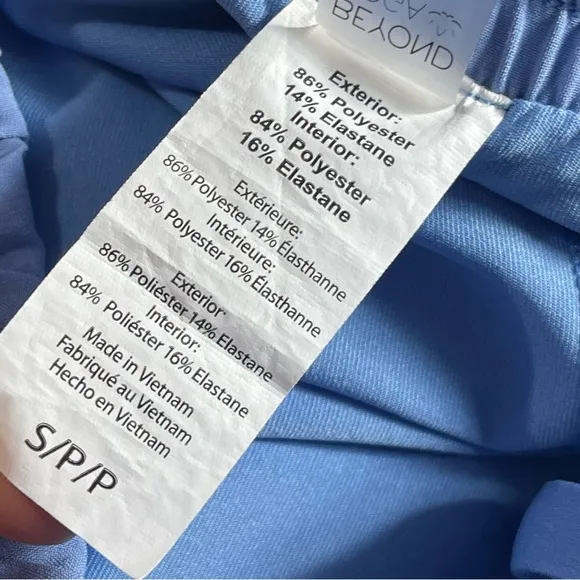 BEYOND
Exterior:
86% Polyester
14% Elastane
Interior:
84% Polyester
16% Elastane
Extérieure:
86% Polyester 14% Élasthanne
Intérieure:
84% Polyester 16% Élasthanne
Exterior:
86% Poliéster 14% Elastane
Interior:
84% Poliéster 16% Elastane
Made in Vietnam
Fabriqué au Vietnam
Hecho en Vietnam
S/P/P